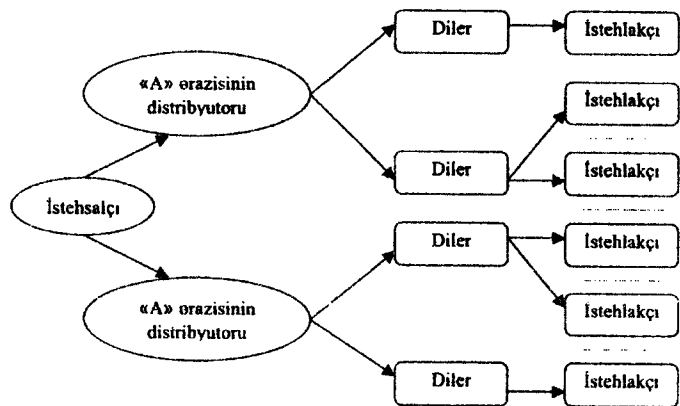 Diler
İstehlakçı
«A» ərazisinin
distribyutoru
İstehlakçı
Diler
İstehlakçı
İstehsalçı
Diler
İstehlakçı
«A» ərazisinin
distribyutoru
İstehlakçı
Diler
İstehlakçı